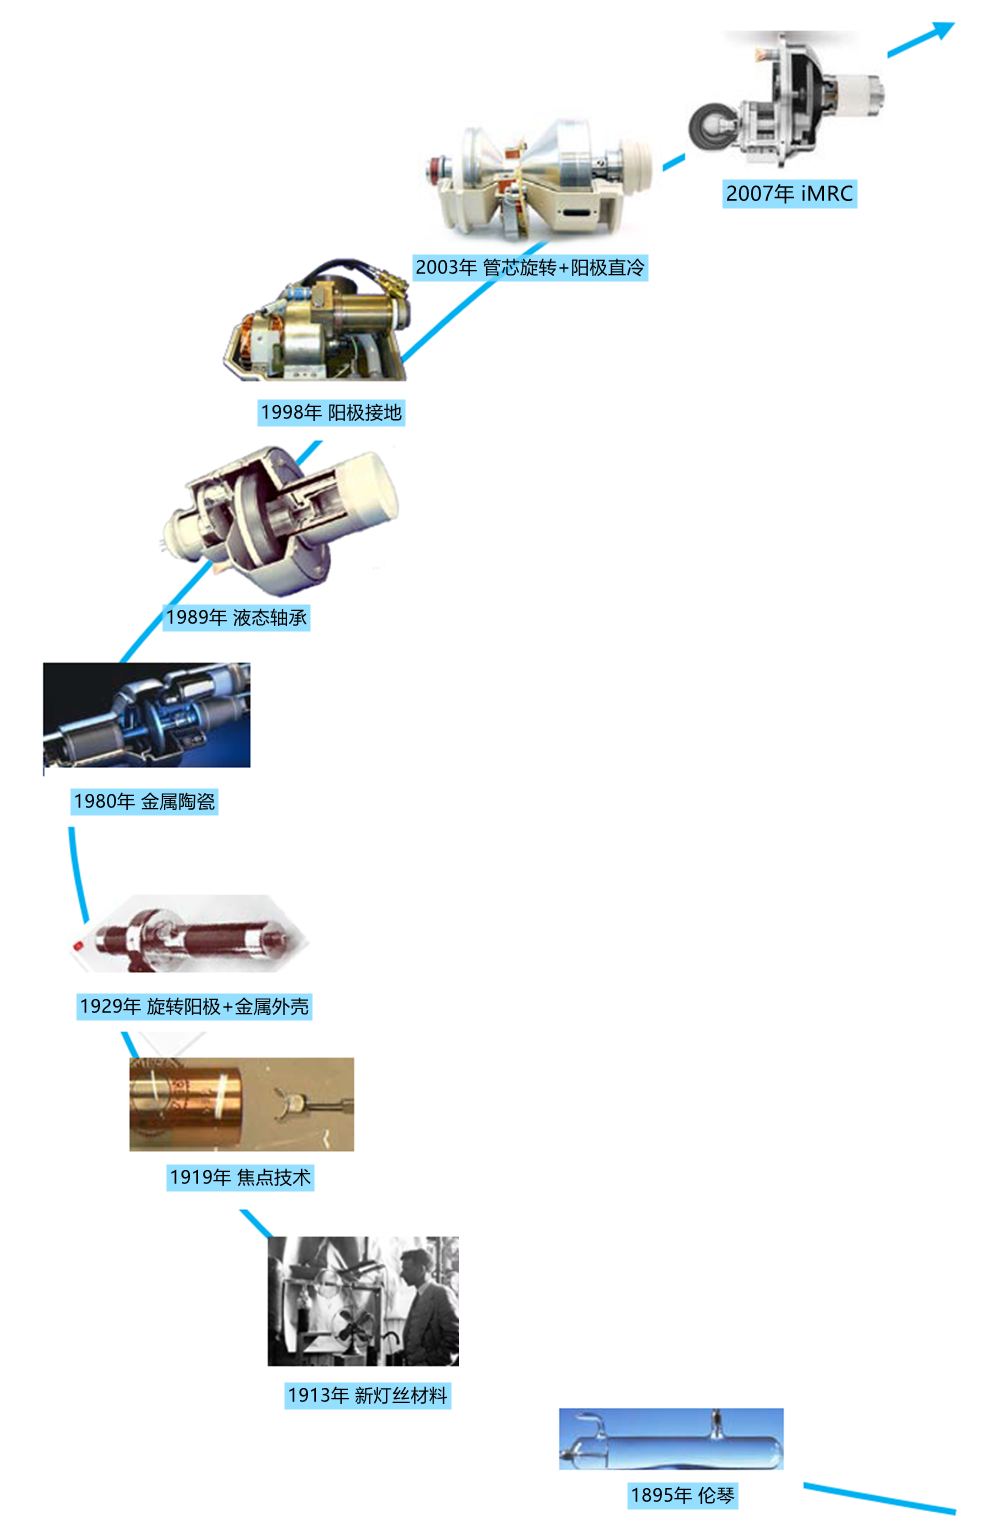 2007年 iMRC
2003年 管芯旋转+阳极直冷
1998年 阳极接地
1989年 液态轴承
1980年 金属陶瓷
1929年 旋转阳极+金属外壳
1919年 焦点技术
1913年 新灯丝材料
1895年 伦琴